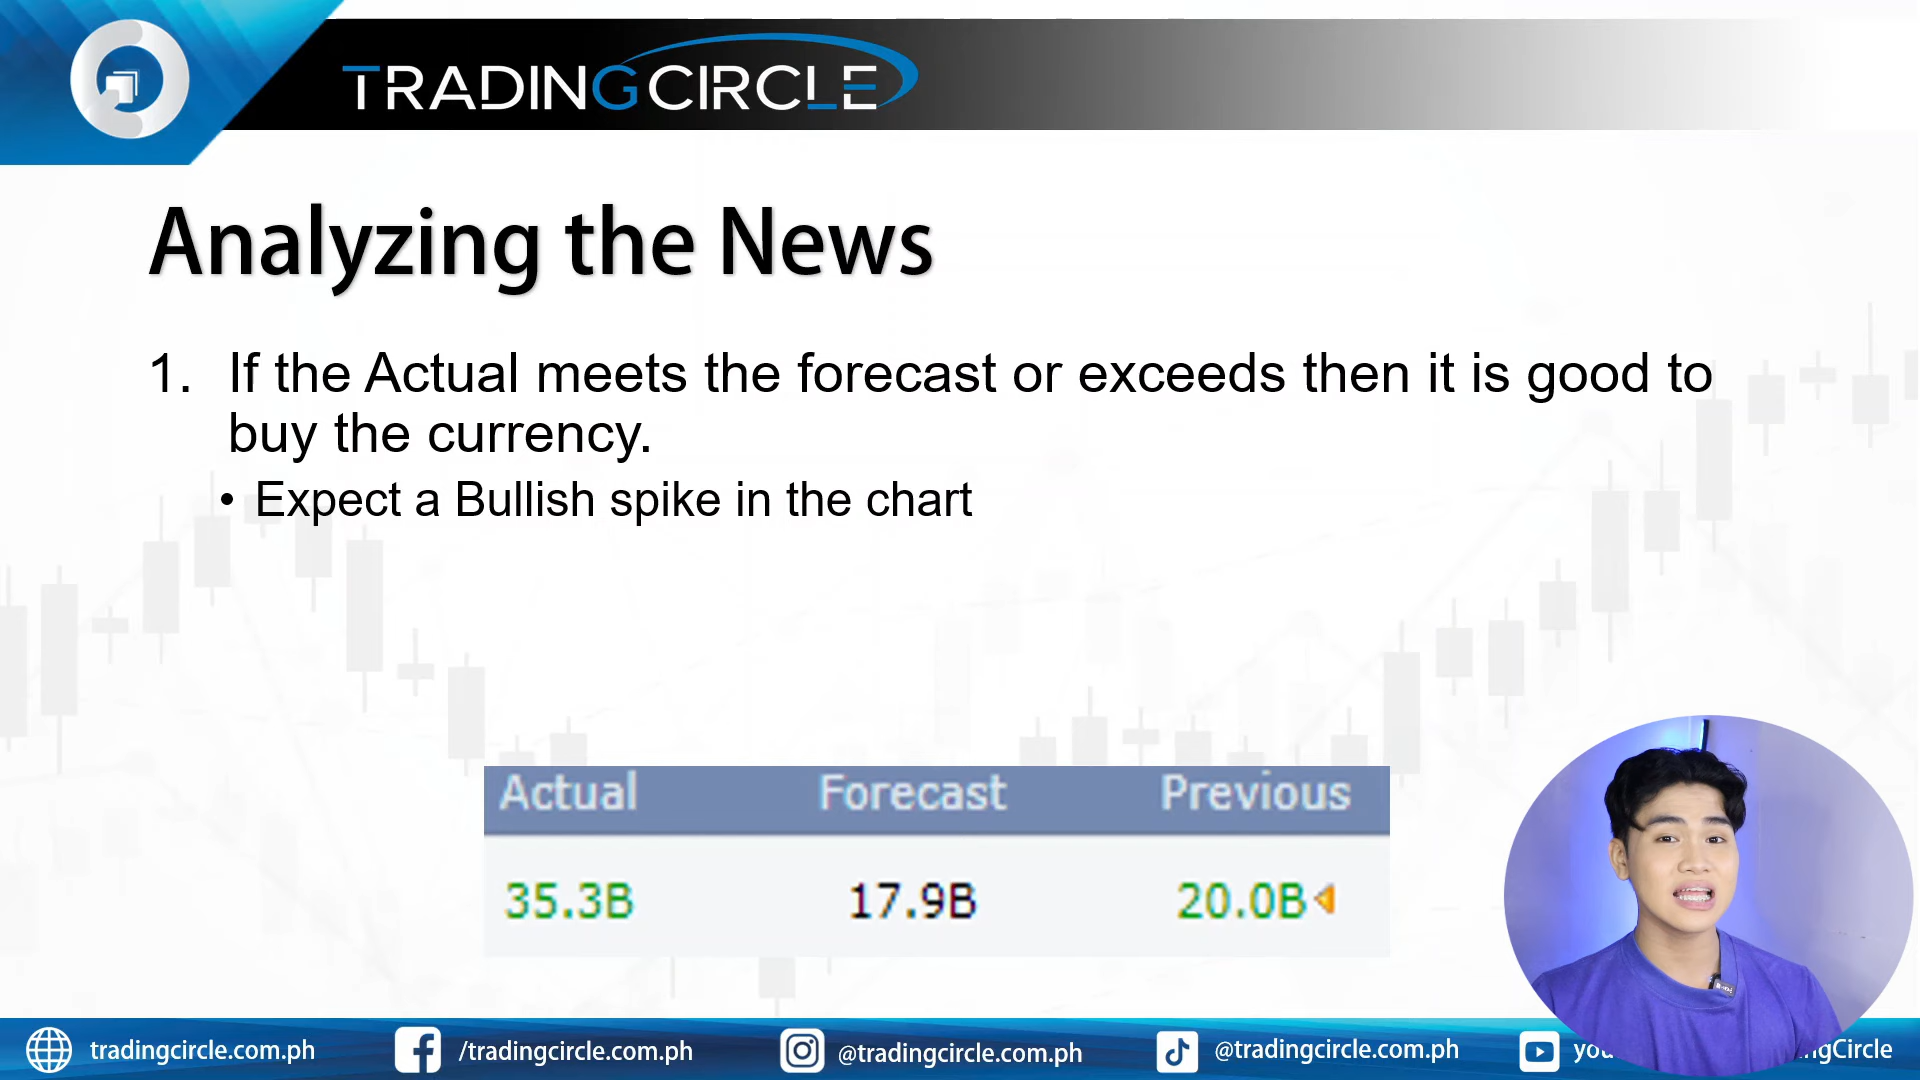 TRADINGCIRCLE
Analyzing the News
1. If the Actual meets the forecast or exceeds then it is good to
buy the currency.
• Expect a Bullish spike in the chart
Actual Forecast Previous
35.3B 17.9B 20.0B
tradingcircle.com.ph /tradingcircle.com.ph @tradingcircle.com.ph @tradingcircle.com.ph